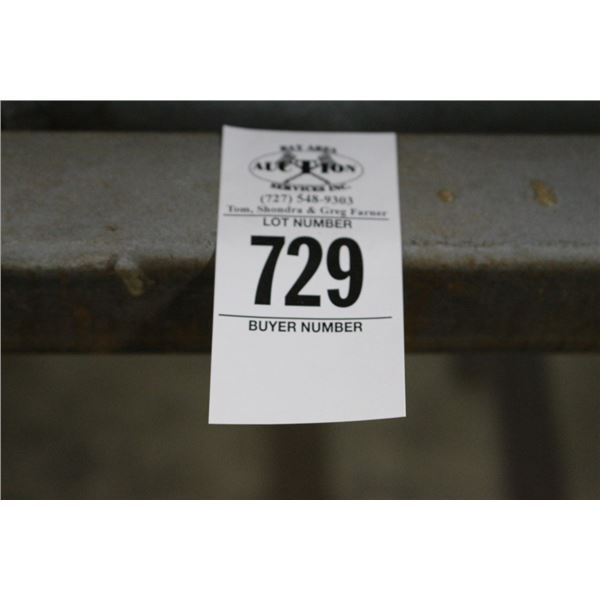 BAY AREA
AUCTION
SERVICES INC.
(727) 548-9303
Tom, Shondra & Greg Farner
LOT NUMBER
729
BUYER NUMBER